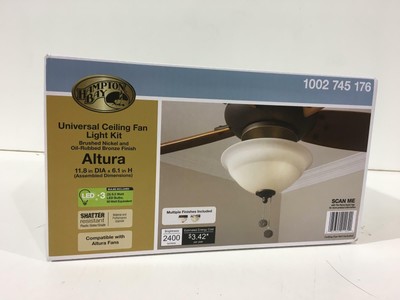 HAMPTON BAY
1002 745 176
Universal Ceiling Fan
Light Kit
Brushed Nickel and
Oil-Rubbed Bronze Finish
Altura
11.8 in. DIA x 6.1 in. H
(Assembled Dimensions)
LED
SHATTER
resistant
Compatible with
Altura Fans
Multiple Finishes Included
2400
$3.42*
SCAN ME